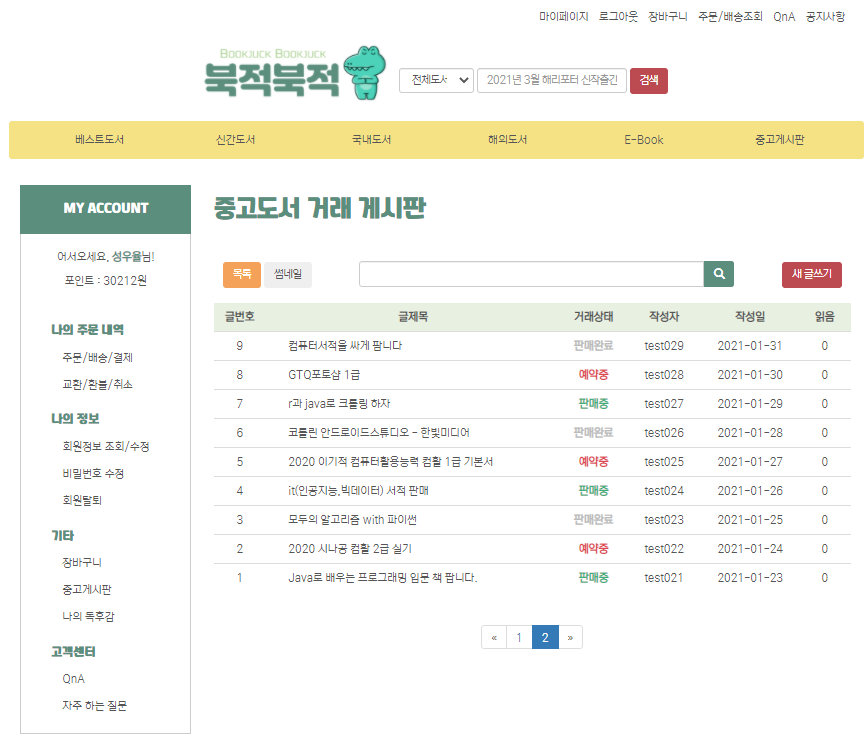 마이페이지 로그아웃 장바구니 주문/배송조회 QnA 공지사항
BOOKJUCK BOOKJUCK
북적북적
전체도서 2021년 3월 해리포터 신작출간 검색
베스트도서 신간도서 국내도서 해외도서 E-Book 중고게시판
MY ACCOUNT
어서오세요, 성우율님!
포인트 : 30212원
나의 주문 내역
주문/배송/결제
교환/환불/취소
나의 정보
회원정보 조회/수정
비밀번호 수정
회원탈퇴
기타
장바구니
중고게시판
나의 독후감
고객센터
QnA
자주 하는 질문
중고도서 거래 게시판
목록 썸네일 새 글쓰기
글번호 글제목 거래상태 작성자 작성일 읽음
9 컴퓨터서적을 싸게 팝니다 판매완료 test029 2021-01-31 0
8 GTQ포토샵 1급 예약중 test028 2021-01-30 0
7 r과 java로 크롤링 하자 판매중 test027 2021-01-29 0
6 코틀린 안드로이드스튜디오 - 한빛미디어 판매완료 test026 2021-01-28 0
5 2020 이기적 컴퓨터활용능력 컴활 1급 기본서 예약중 test025 2021-01-27 0
4 it(인공지능,빅데이터) 서적 판매 판매중 test024 2021-01-26 0
3 모두의 알고리즘 with 파이썬 판매완료 test023 2021-01-25 0
2 2020 시나공 컴활 2급 실기 예약중 test022 2021-01-24 0
1 Java로 배우는 프로그래밍 입문 책 팝니다. 판매중 test021 2021-01-23 0
« 1 2 »